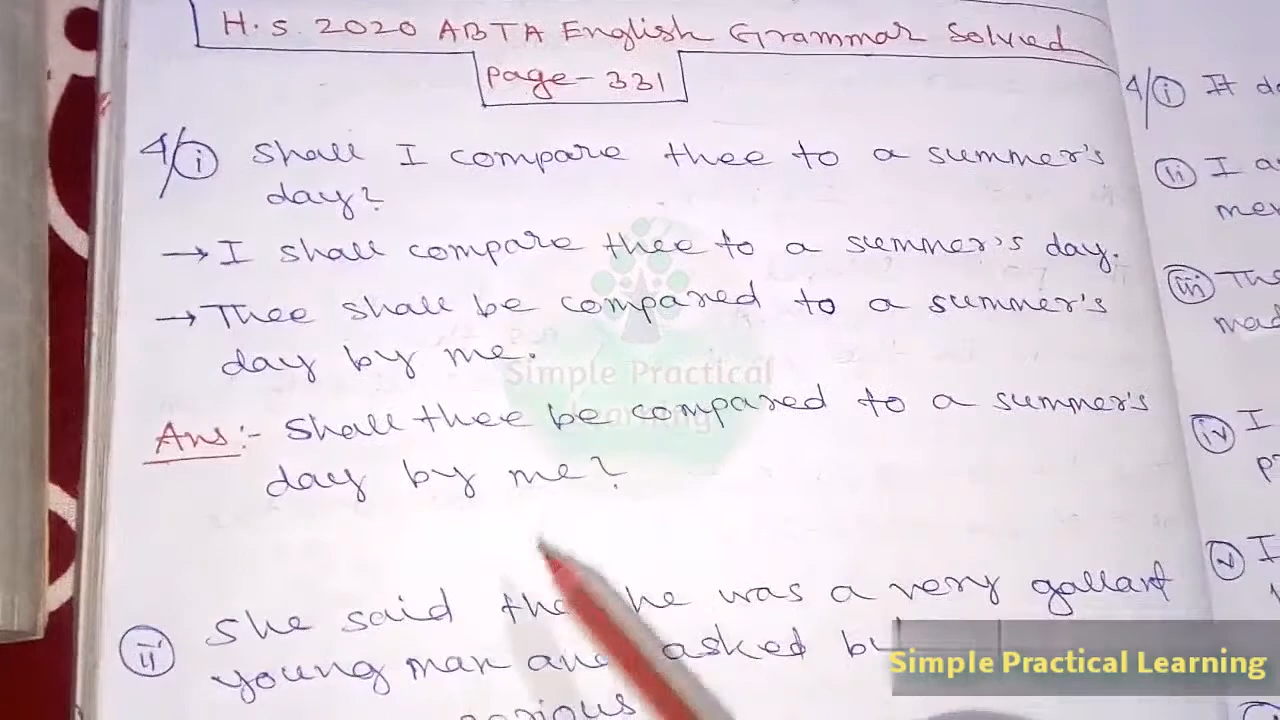 H.S. 2020 ABTA English Grammar Solved
page-331
4/(i) Shall I compare thee to a summer's
day?
→ I shall compare thee to a summer's day.
→ Thee shall be compared to a summer's
day by me.
Ans:- Shall thee be compared to a summer's
day by me?
(ii) She said he was a very gallant
young man and asked
4/(i) It
(ii) I
(iii)
(iv) I
(v) I
Simple Practical
Learning
Simple Practical Learning